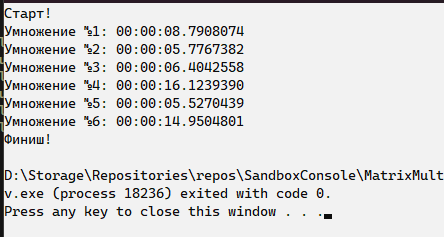 Старт!
Умножение №1: 00:00:08.7908074
Умножение №2: 00:00:05.7767382
Умножение №3: 00:00:06.4042558
Умножение №4: 00:00:16.1239390
Умножение №5: 00:00:05.5270439
Умножение №6: 00:00:14.9504801
Финиш!
D:\Storage\Repositories\repos\SandboxConsole\MatrixMult
v.exe (process 18236) exited with code 0.
Press any key to close this window . . .